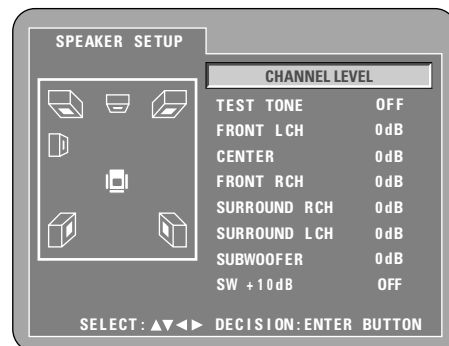 SPEAKER SETUP
CHANNEL LEVEL
TEST TONE OFF
FRONT LCH 0dB
CENTER 0dB
FRONT RCH 0dB
SURROUND RCH 0dB
SURROUND LCH 0dB
SUBWOOFER 0dB
SW +10dB OFF
SELECT: ▲▼◄► DECISION:ENTER BUTTON